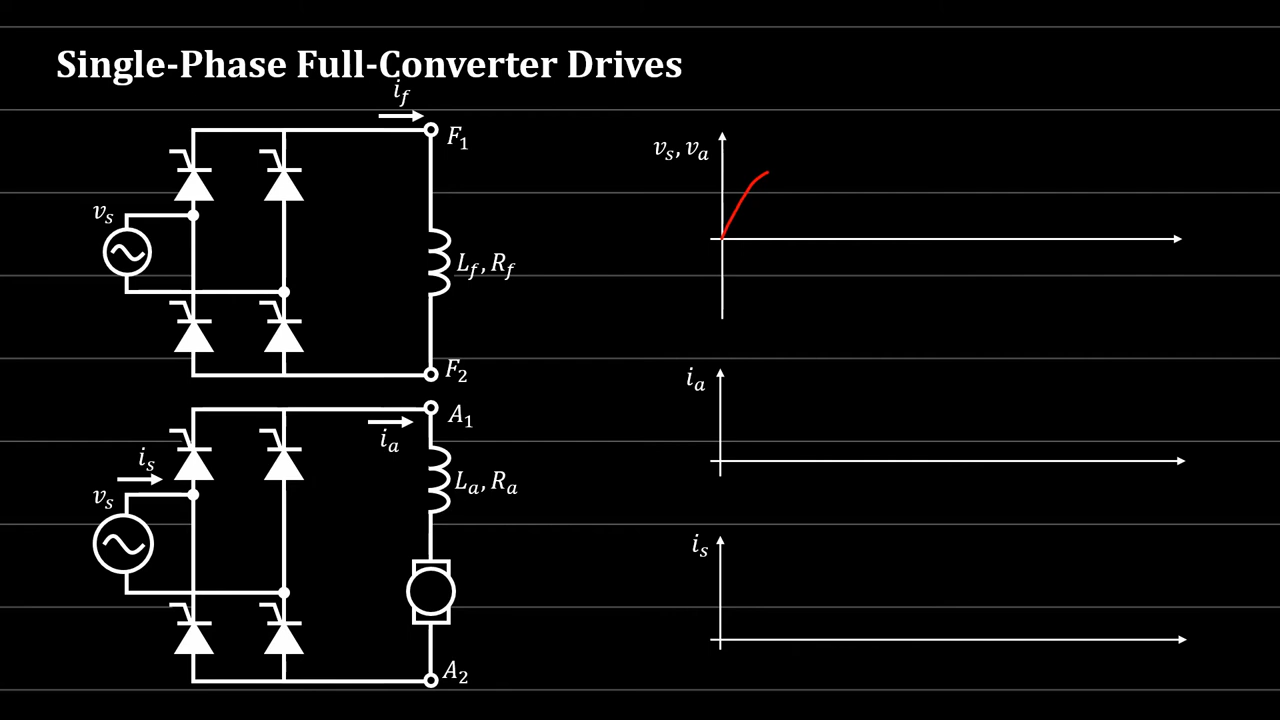 Single-Phase Full-Converter Drives
i_f
F_1
v_s
L_f, R_f
F_2
A_1
i_a
i_s
v_s
L_a, R_a
A_2
v_s, v_a
i_a
i_s